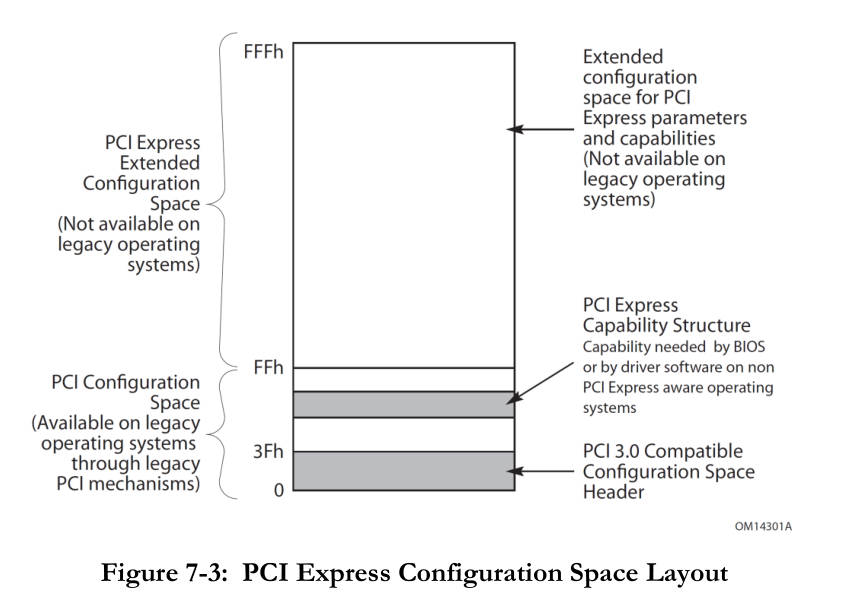 FFFh
PCI Express
Extended
Configuration
Space
(Not available on
legacy operating
systems)
Extended
configuration
space for PCI
Express parameters
and capabilities
(Not available on
legacy operating
systems)
FFh
PCI Configuration
Space
(Available on legacy
operating systems
through legacy
PCI mechanisms)
3Fh
0
PCI Express
Capability Structure
Capability needed by BIOS
or by driver software on non
PCI Express aware operating
systems
PCI 3.0 Compatible
Configuration Space
Header
OM14301A
Figure 7-3: PCI Express Configuration Space Layout